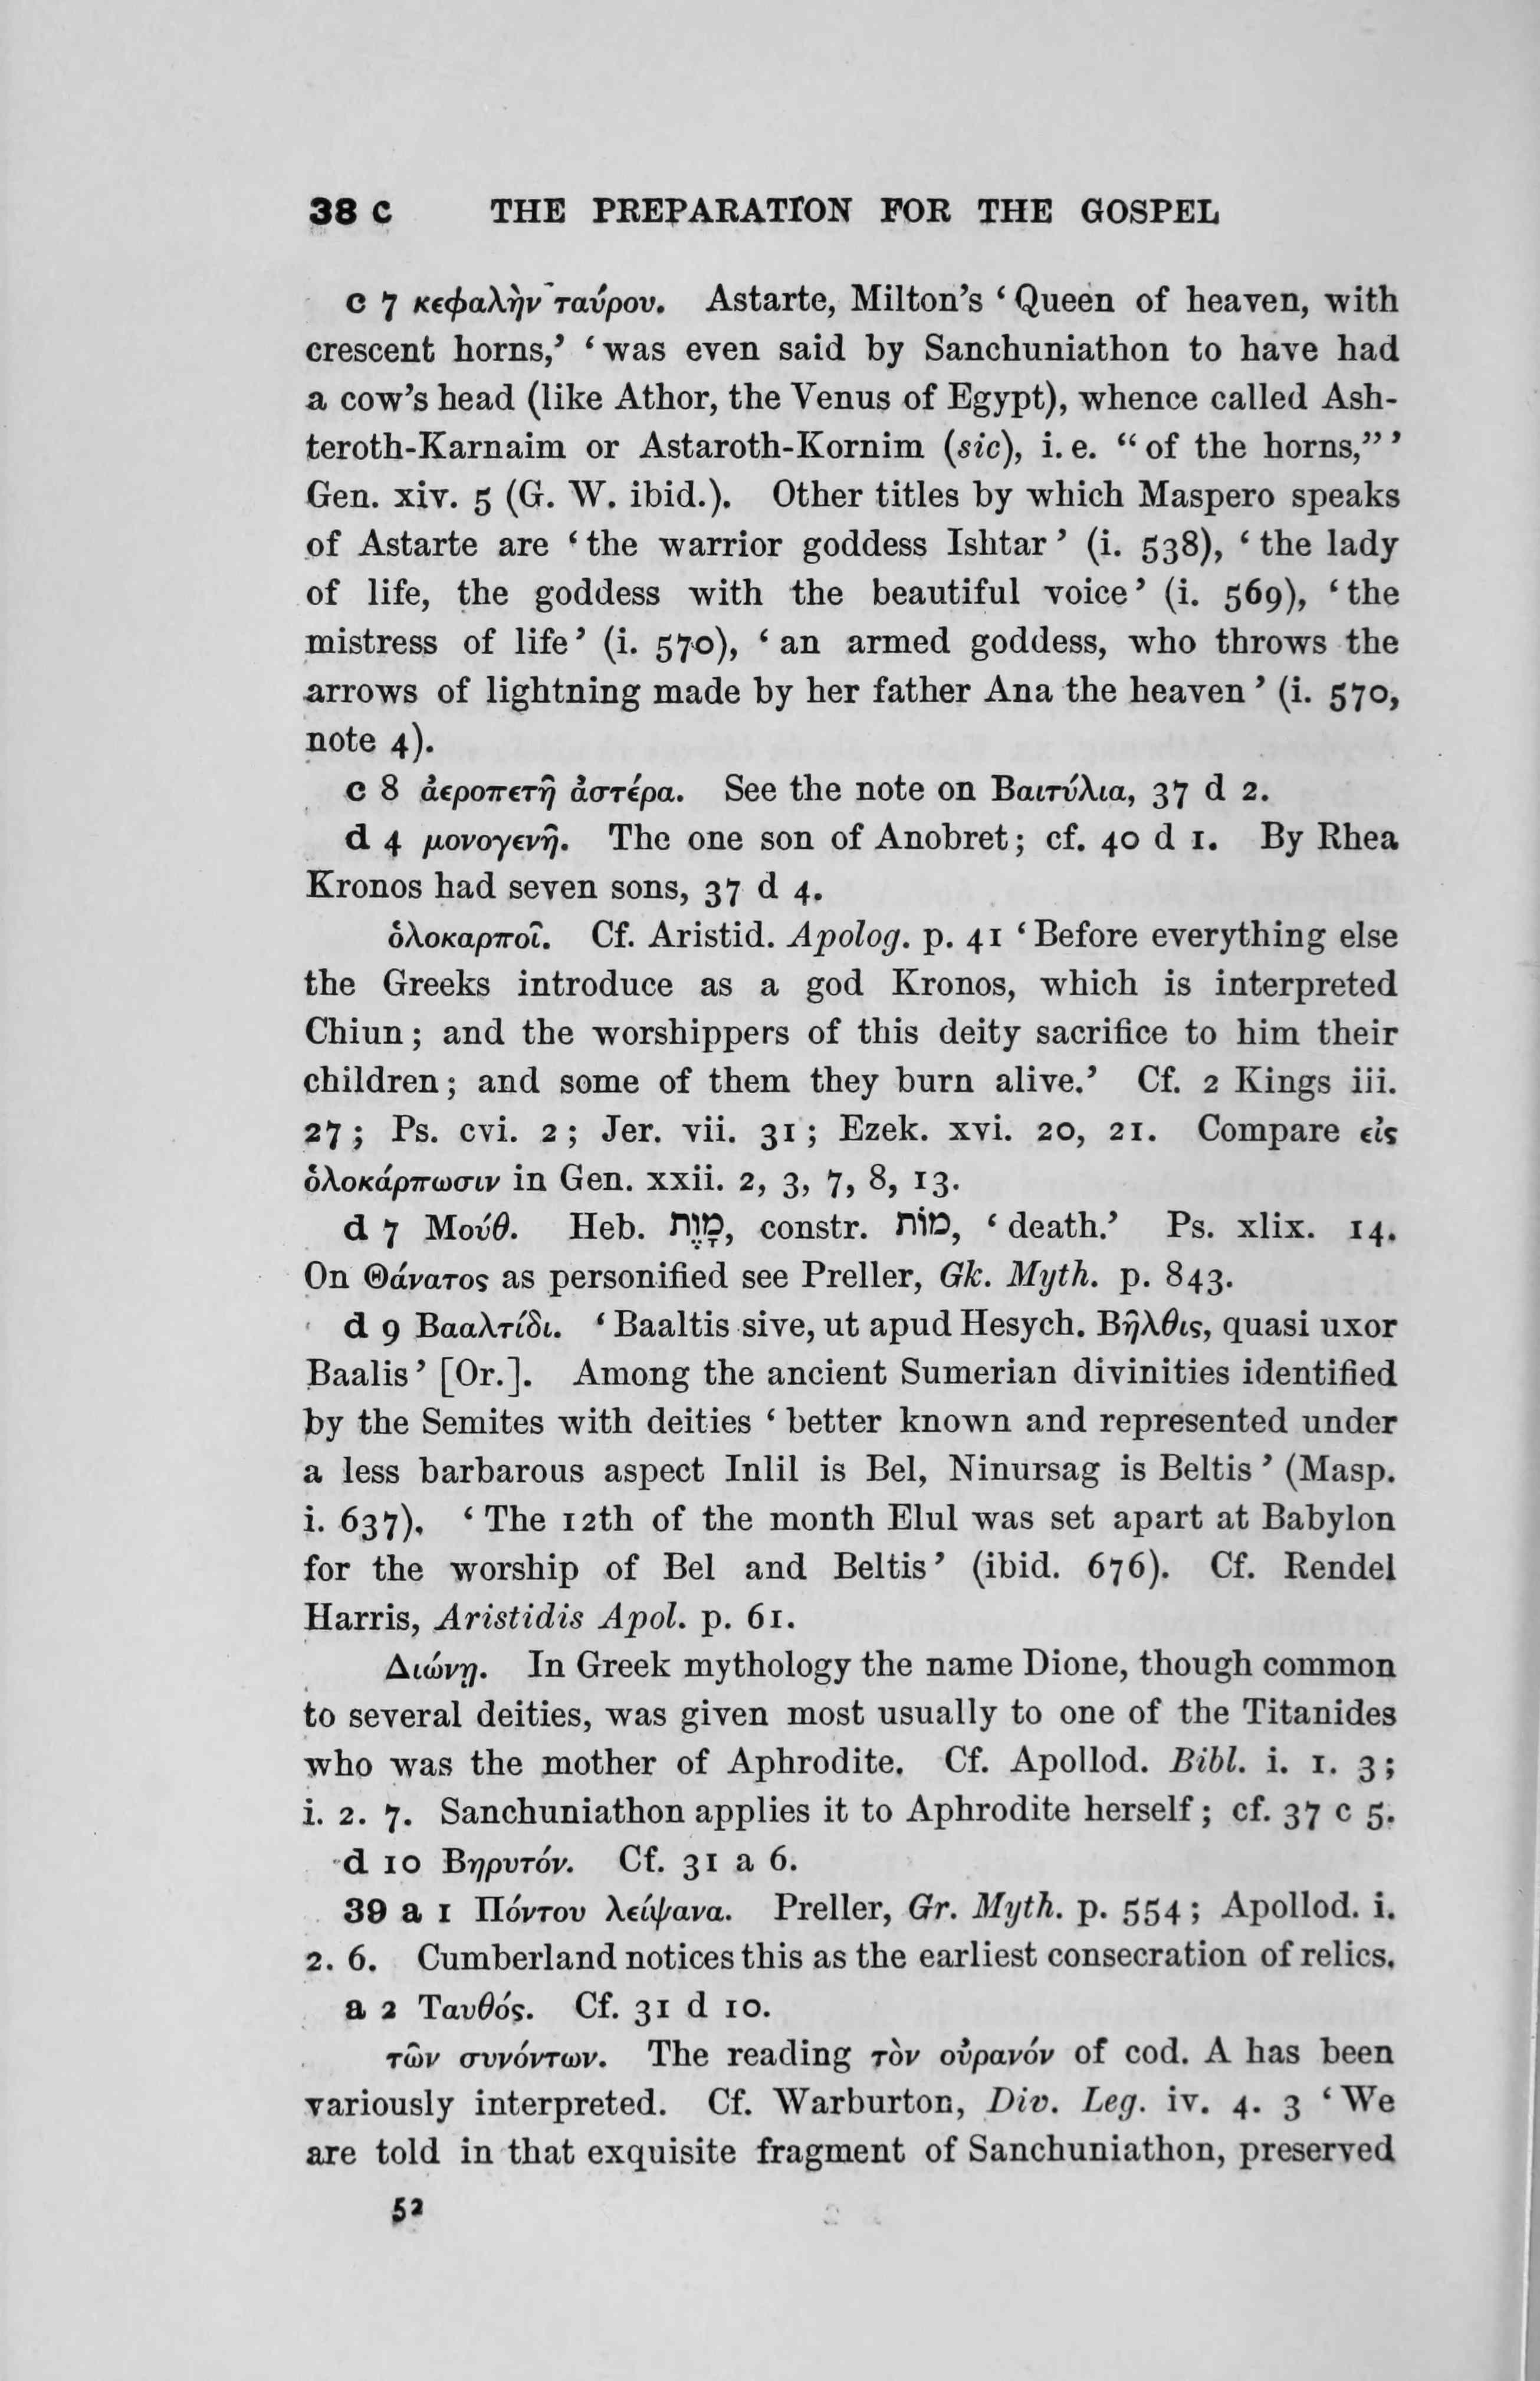 38 c THE PREPARATION FOR THE GOSPEL
c 7 κεφαλὴν ταύρου. Astarte, Milton's ‘Queen of heaven, with
crescent horns,’ ‘was even said by Sanchuniathon to have had
a cow's head (like Athor, the Venus of Egypt), whence called Ash-
teroth-Karnaim or Astaroth-Kornim (sic), i. e. “of the horns,”’
Gen. xiv. 5 (G. W. ibid.). Other titles by which Maspero speaks
of Astarte are ‘the warrior goddess Ishtar’ (i. 538), ‘the lady
of life, the goddess with the beautiful voice’ (i. 569), ‘the
mistress of life’ (i. 570), ‘an armed goddess, who throws the
arrows of lightning made by her father Ana the heaven’ (i. 570,
note 4).
c 8 ἀεροπετῆ ἀστέρα. See the note on Βαιτύλια, 37 d 2.
d 4 μονογενῆ. The one son of Anobret; cf. 40 d 1. By Rhea
Kronos had seven sons, 37 d 4.
ὁλοκαρποῖ. Cf. Aristid. Apolog. p. 41 ‘Before everything else
the Greeks introduce as a god Kronos, which is interpreted
Chiun; and the worshippers of this deity sacrifice to him their
children; and some of them they burn alive.’ Cf. 2 Kings iii.
27; Ps. cvi. 2; Jer. vii. 31; Ezek. xvi. 20, 21. Compare εἰς
ὁλοκάρπωσιν in Gen. xxii. 2, 3, 7, 8, 13.
d 7 Μούθ. Heb. מָוֶת, constr. מוֹת, ‘death.’ Ps. xlix. 14.
On Θάνατος as personified see Preller, Gk. Myth. p. 843.
d 9 Βααλτίδι. ‘Baaltis sive, ut apud Hesych. Βῆλθις, quasi uxor
Baalis’ [Or.]. Among the ancient Sumerian divinities identified
by the Semites with deities ‘better known and represented under
a less barbarous aspect Inlil is Bel, Ninursag is Beltis’ (Masp.
i. 637). ‘The 12th of the month Elul was set apart at Babylon
for the worship of Bel and Beltis’ (ibid. 676). Cf. Rendel
Harris, Aristidis Apol. p. 61.
Διώνῃ. In Greek mythology the name Dione, though common
to several deities, was given most usually to one of the Titanides
who was the mother of Aphrodite. Cf. Apollod. Bibl. i. 1. 3;
i. 2. 7. Sanchuniathon applies it to Aphrodite herself; cf. 37 c 5.
d 10 Βηρυτόν. Cf. 31 a 6.
39 a 1 Πόντου λείψανα. Preller, Gr. Myth. p. 554; Apollod. i.
2. 6. Cumberland notices this as the earliest consecration of relics.
a 2 Ταυθός. Cf. 31 d 10.
τῶν συνόντων. The reading τὸν οὐρανόν of cod. A has been
variously interpreted. Cf. Warburton, Div. Leg. iv. 4. 3 ‘We
are told in that exquisite fragment of Sanchuniathon, preserved
52